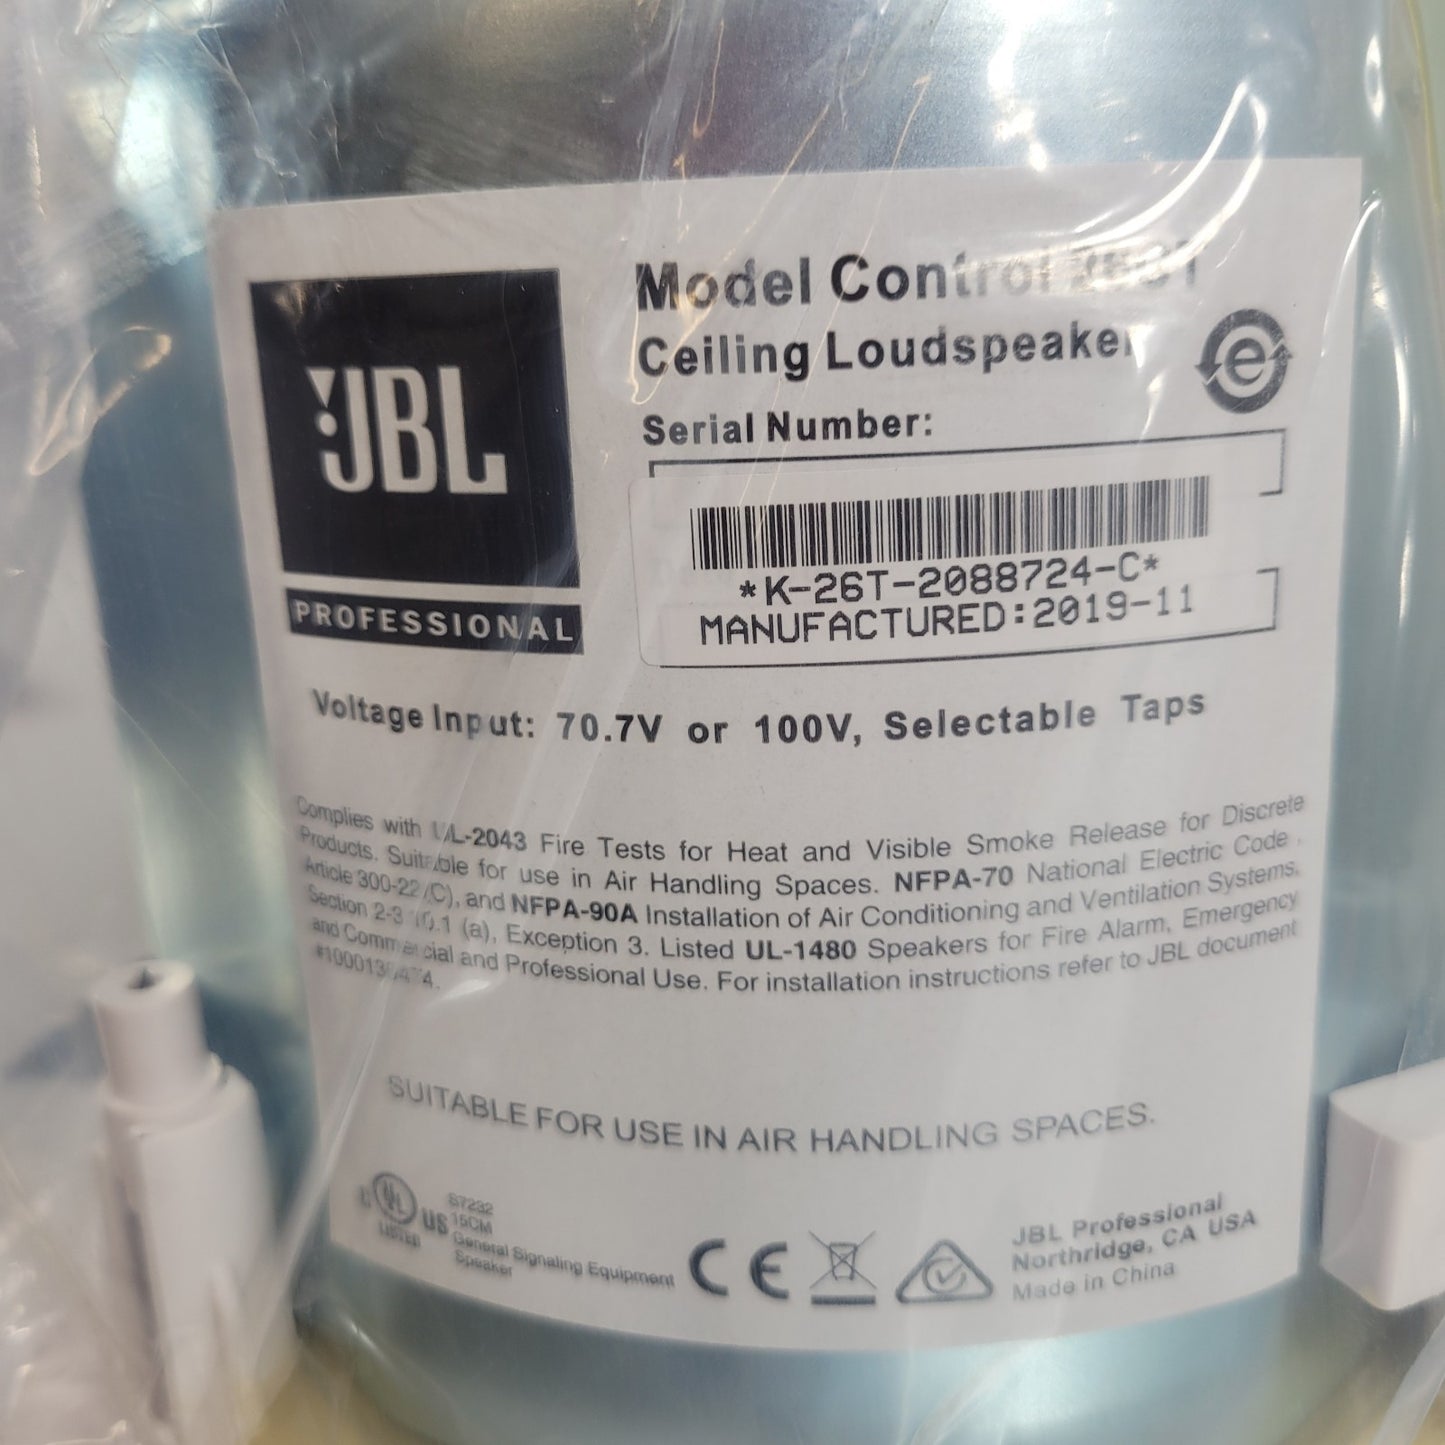 JBL
PROFESSIONAL
Model Control
Ceiling Loudspeaker
Serial Number:
*K-26T-2088724-C*
MANUFACTURED:2019-11
Voltage Input: 70.7V or 100V, Selectable Taps
Complies with UL-2043 Fire Tests for Heat and Visible Smoke Release for Discrete
Products. Suitable for use in Air Handling Spaces. NFPA-70 National Electric Code ,
Article 300-22 (C), and NFPA-90A Installation of Air Conditioning and Ventilation Systems,
Section 2-3.10.1 (a), Exception 3. Listed UL-1480 Speakers for Fire Alarm, Emergency
and Commercial and Professional Use. For installation instructions refer to JBL document
SUITABLE FOR USE IN AIR HANDLING SPACES.
C UL US
LISTED
S7232
15CM
General Signaling Equipment
Speaker
CE
JBL Professional
Northridge, CA USA
Made in China
e